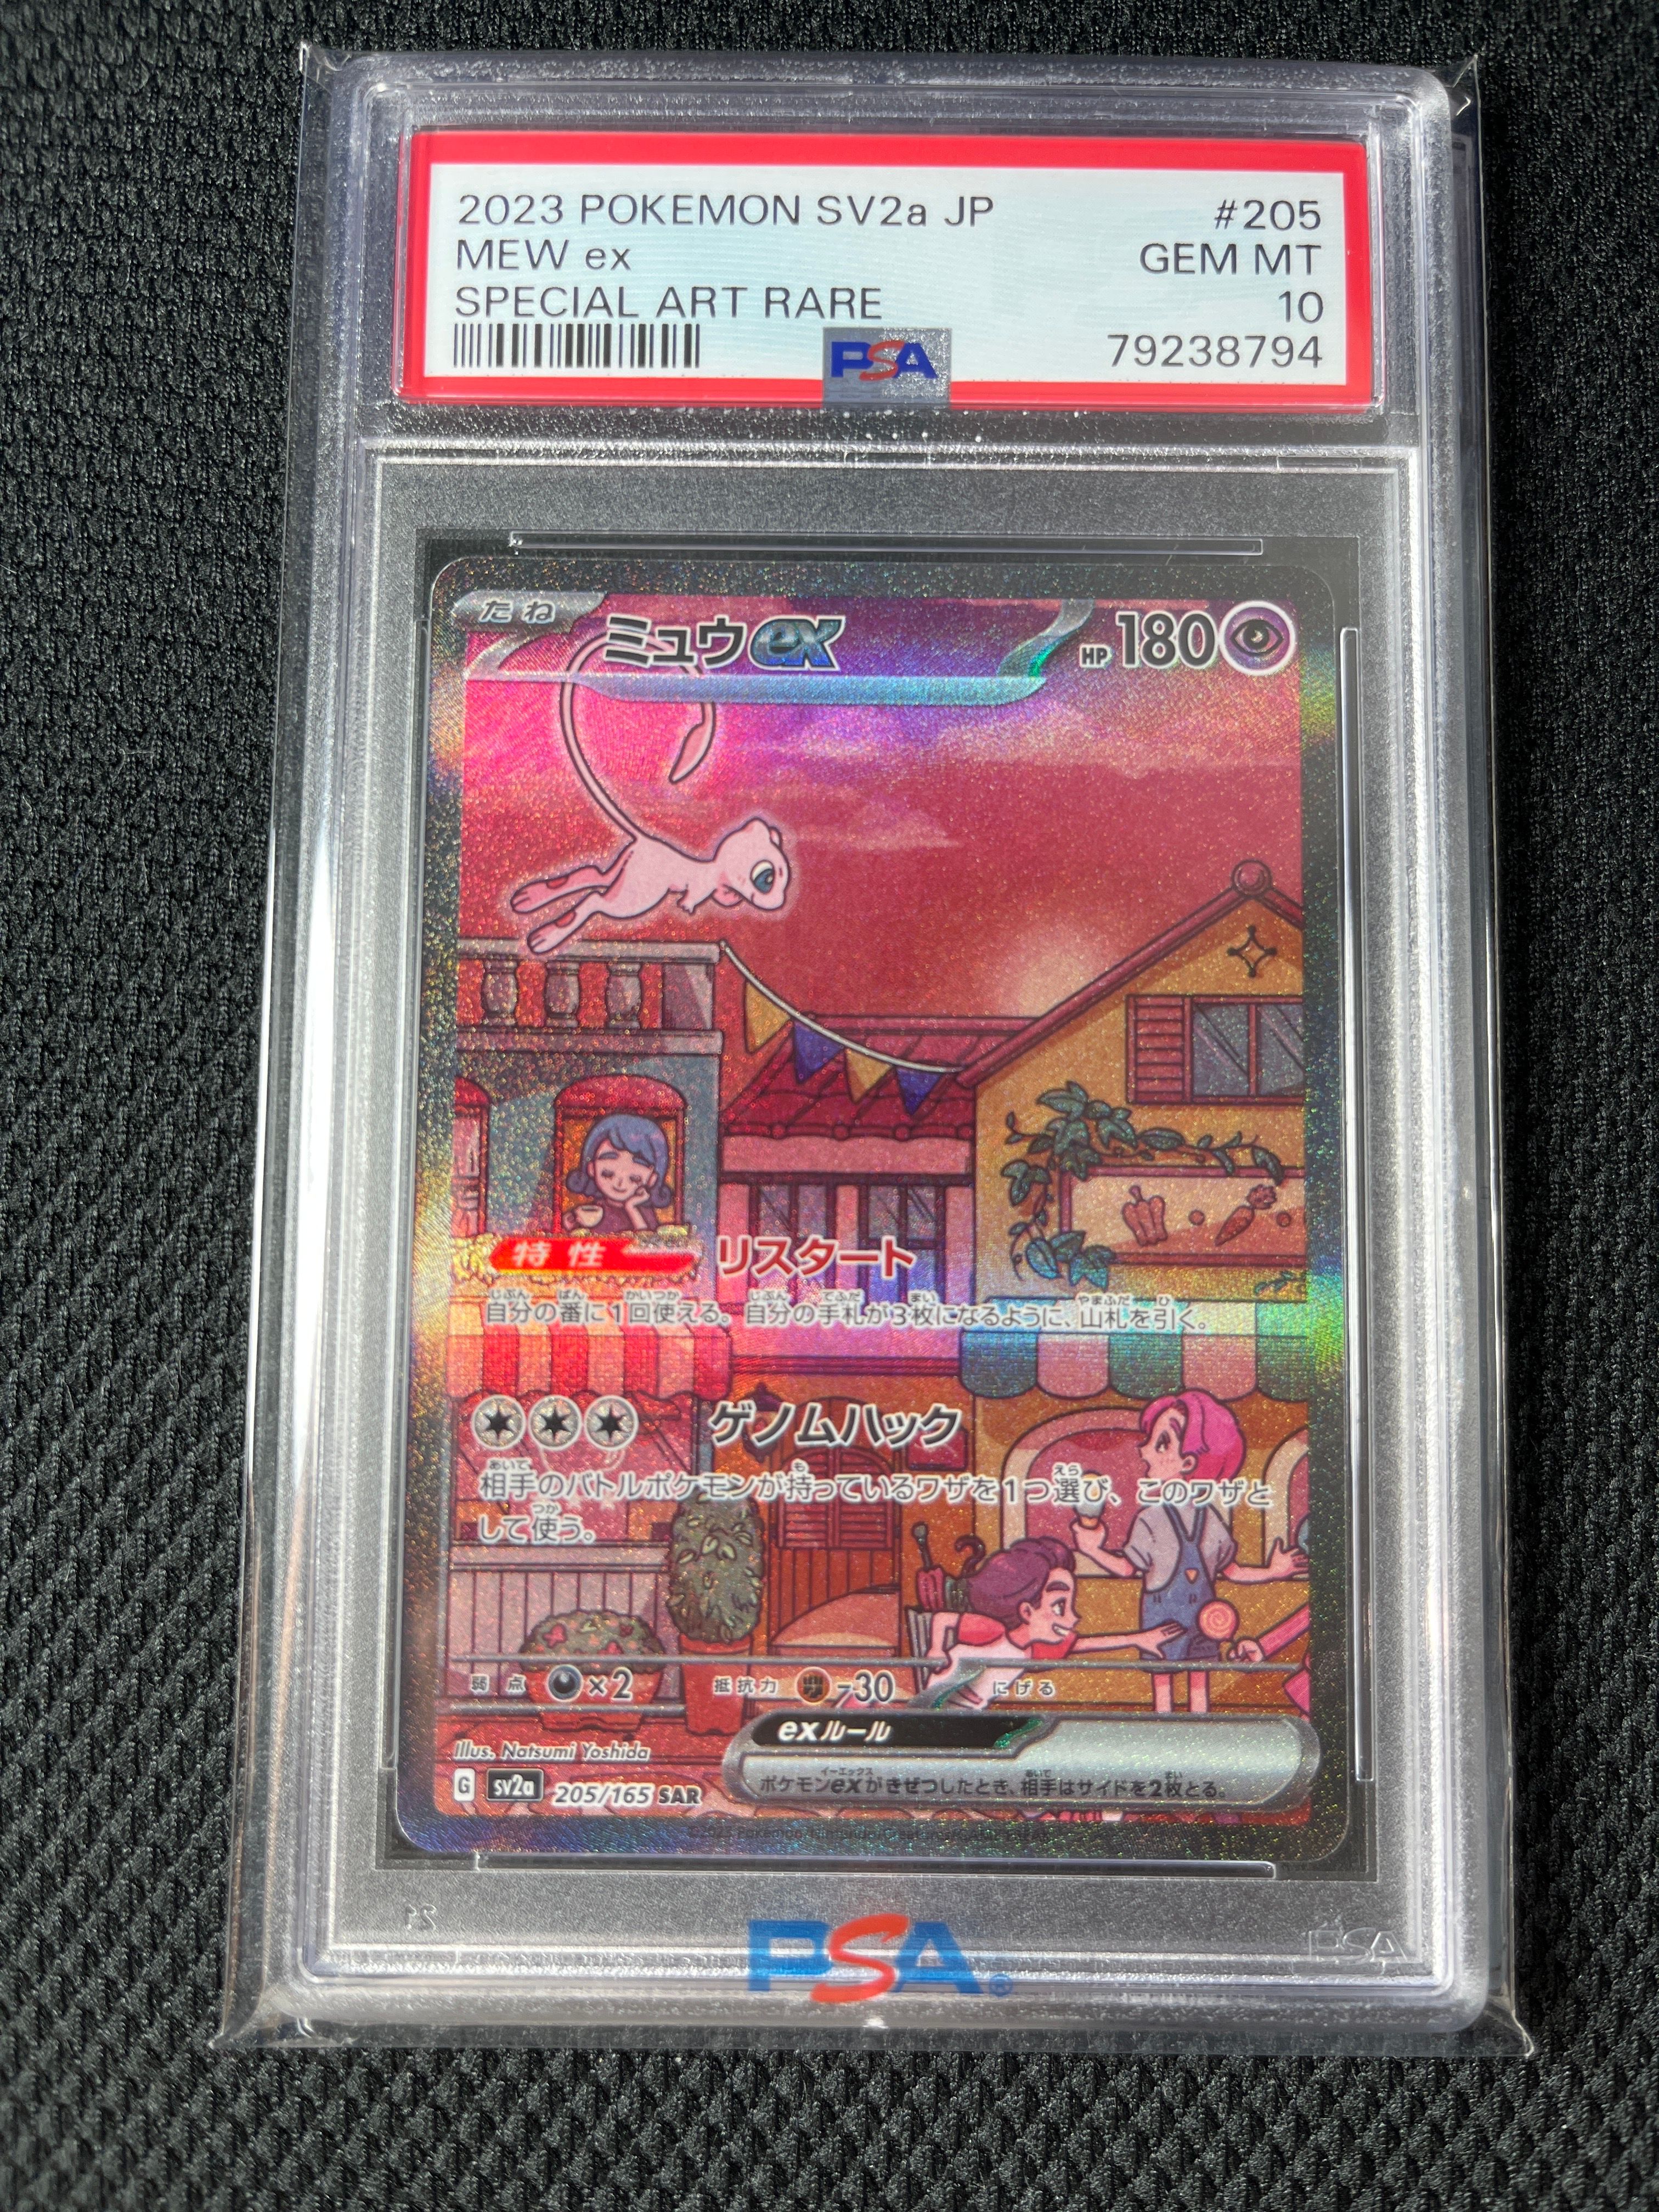 2023 POKEMON SV2a JP #205
MEW ex GEM MT
SPECIAL ART RARE 10
PSA 79238794
たね ミュウex HP 180
特性 リスタート
自分の番に1回使える。自分の手札が3枚になるように、山札を引く。
ゲノムハック
相手のバトルポケモンが持っているワザを1つ選び、このワザと
して使う。
弱点 ×2 抵抗力 -30 にげる
exルール
ポケモンexがきぜつしたとき、相手はサイドを2枚とる。
Illus. Natsumi Yoshida
G sv2a 205/165 SAR
PSA